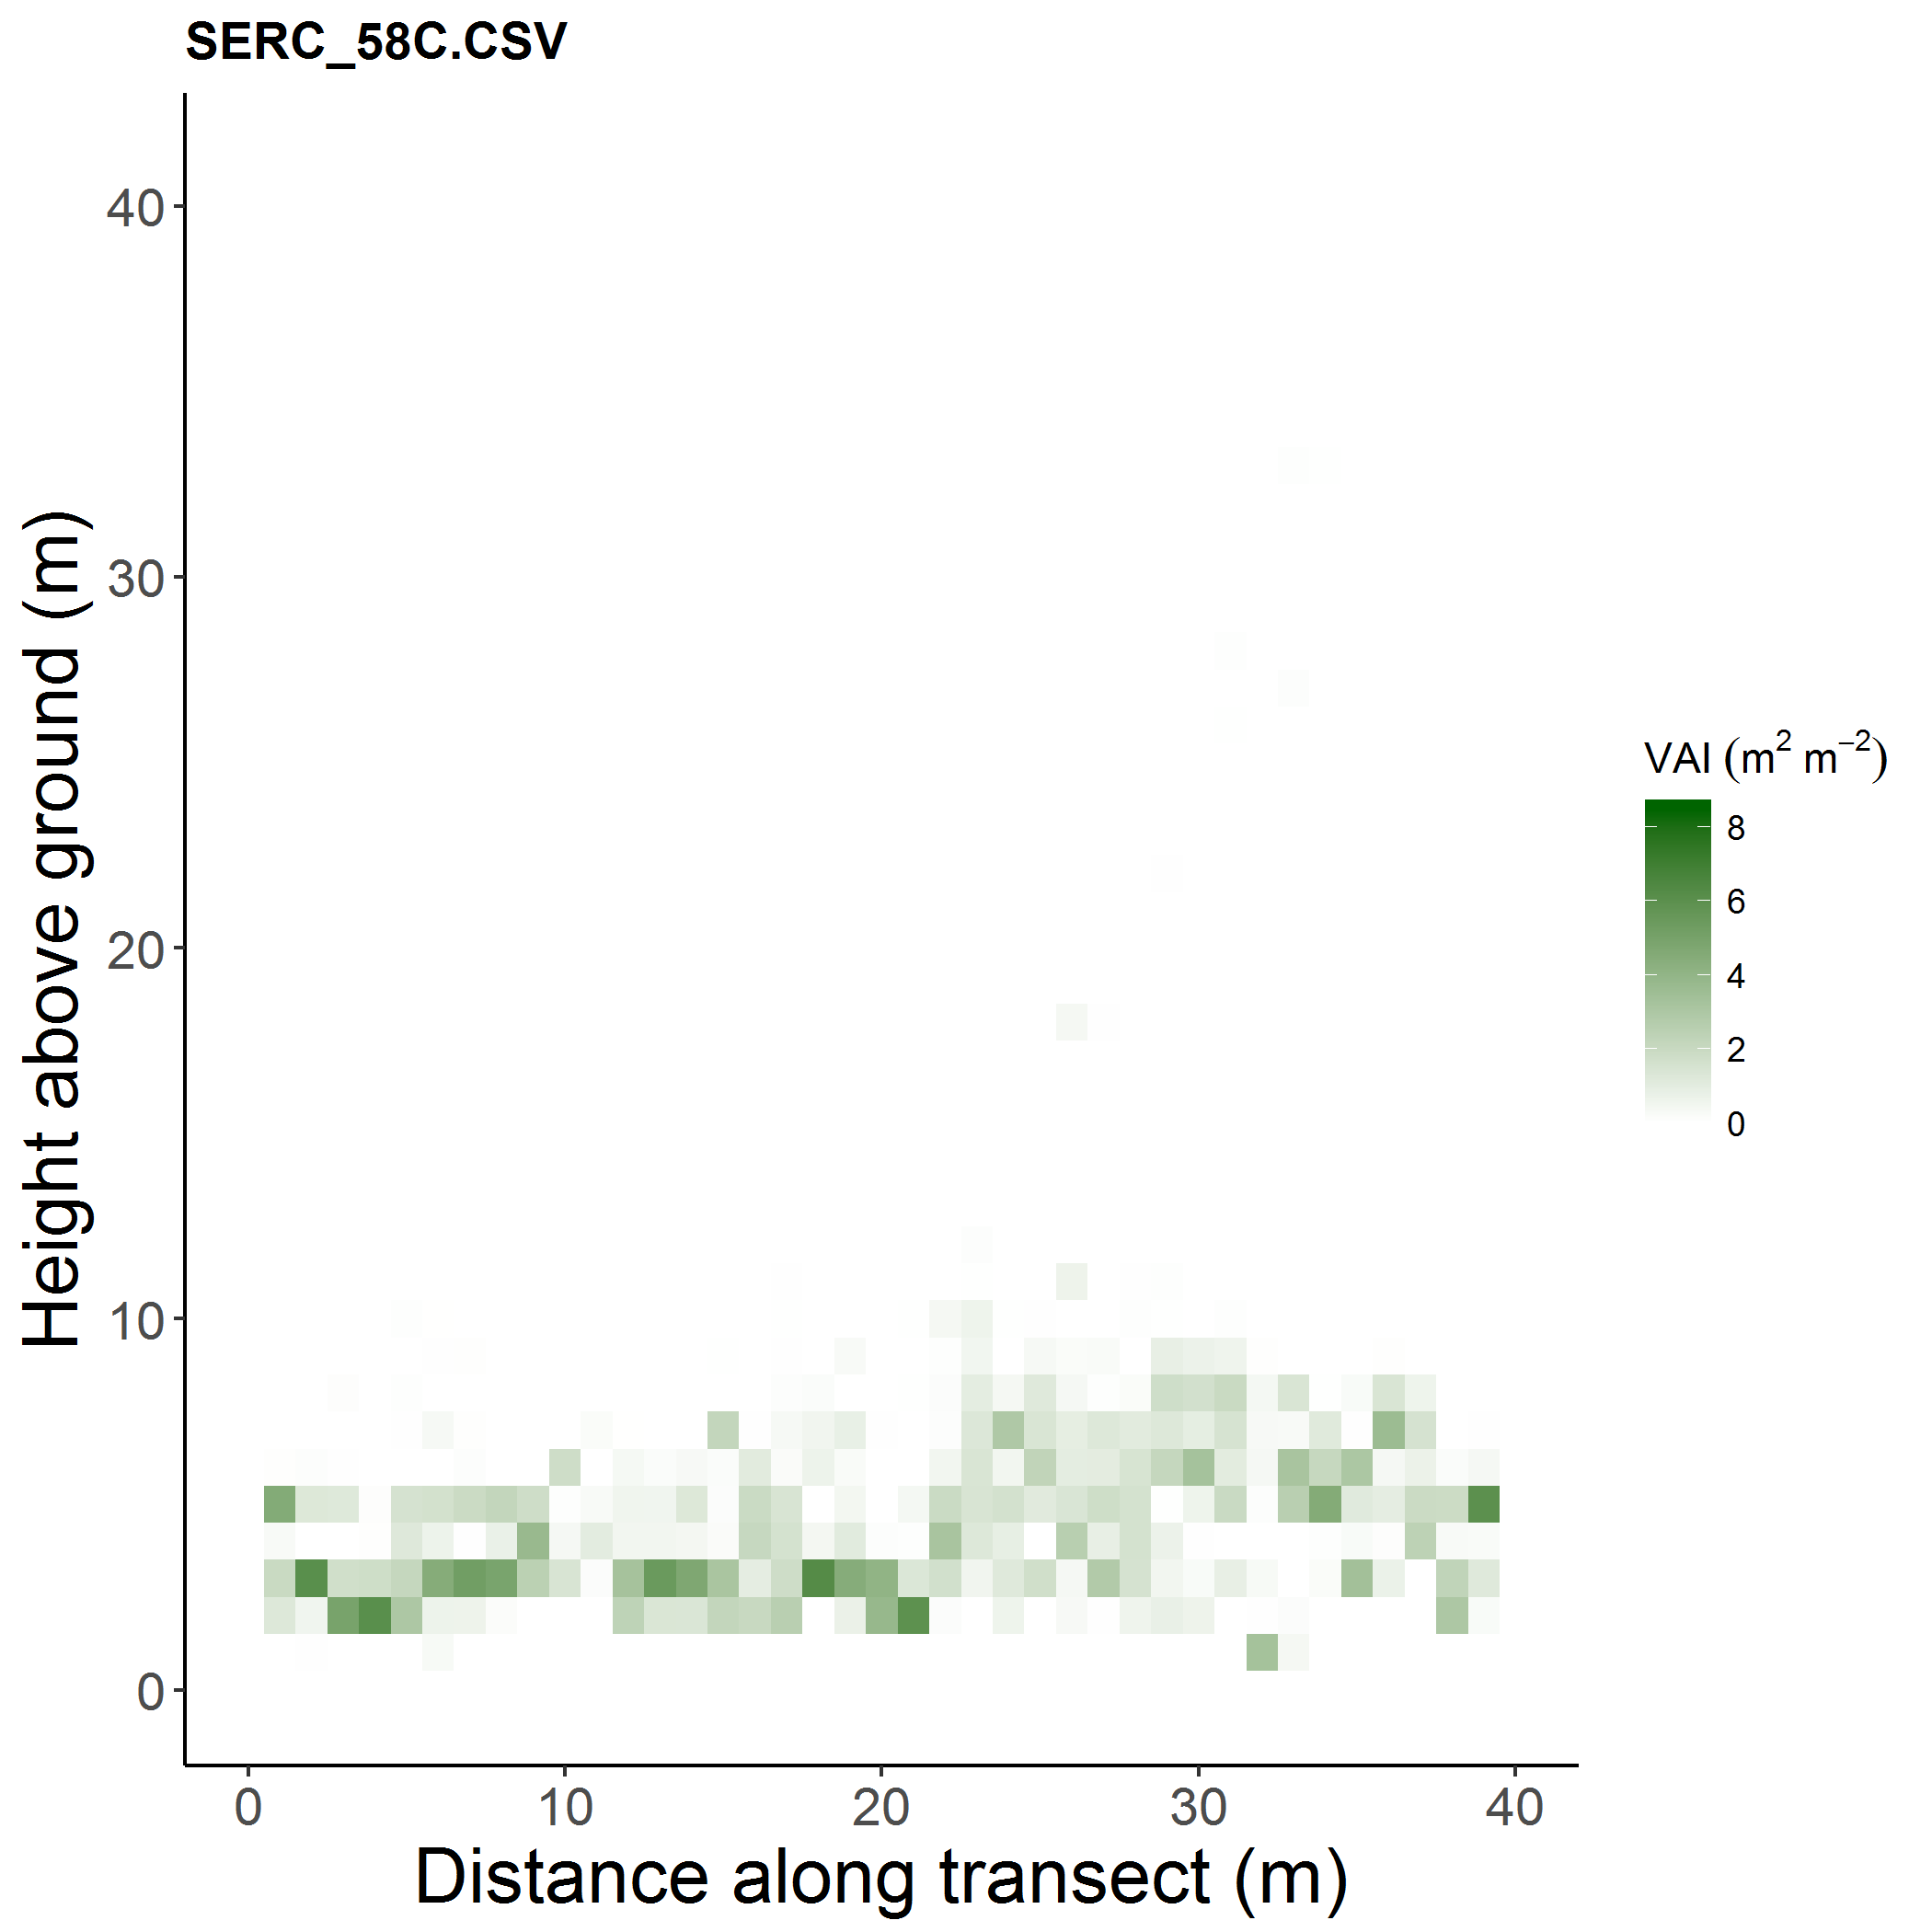 SERC_58C.CSV
Height above ground (m)
40
30
20
10
0
0 10 20 30 40
Distance along transect (m)
VAI (m² m⁻²)
8
6
4
2
0